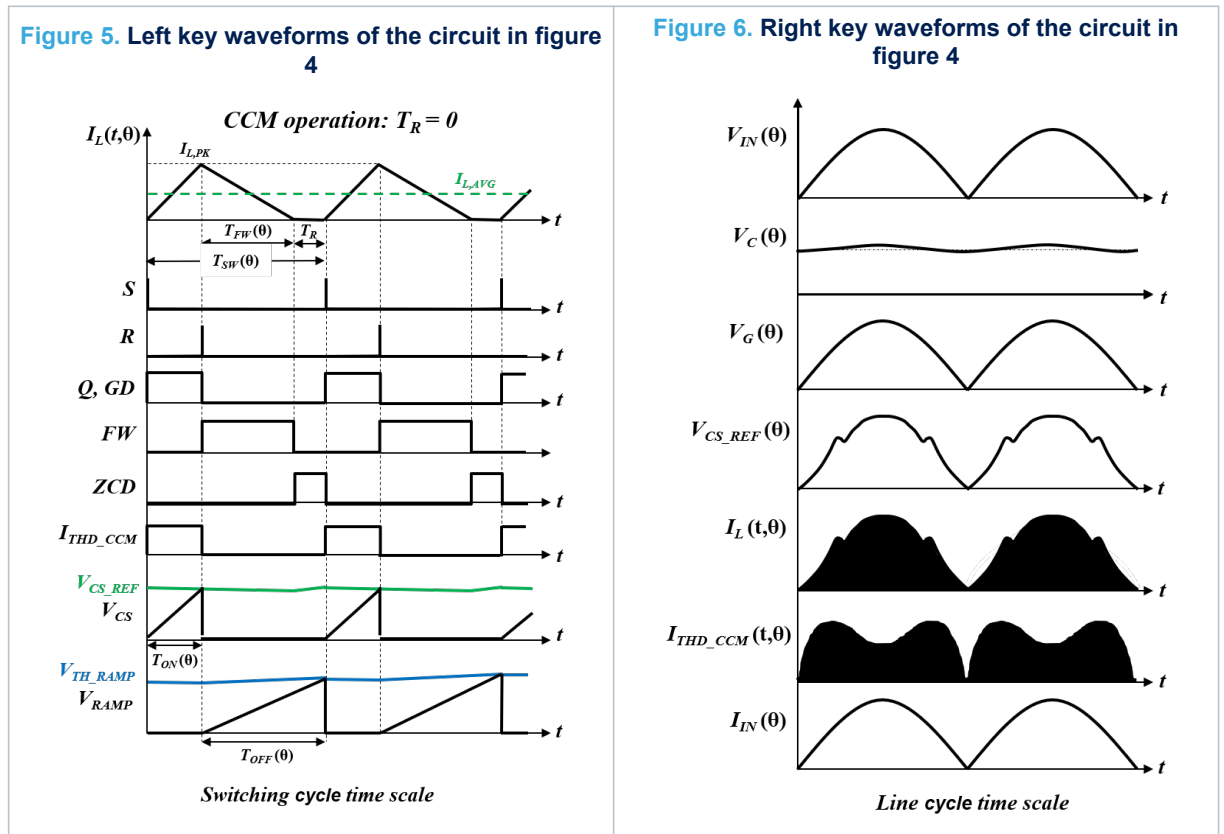 Figure 5. Left key waveforms of the circuit in figure
4
CCM operation: T_R = 0
I_L(t,θ)
I_L,PK
I_L,AVG
t
T_FW(θ)
T_R
T_SW(θ)
S
t
R
t
Q, GD
t
FW
t
ZCD
t
I_THD_CCM
t
V_CS_REF
V_CS
t
T_ON(θ)
V_TH_RAMP
V_RAMP
t
T_OFF(θ)
Switching cycle time scale
Figure 6. Right key waveforms of the circuit in
figure 4
V_IN(θ)
t
V_C(θ)
t
V_G(θ)
t
V_CS_REF(θ)
t
I_L(t,θ)
t
I_THD_CCM(t,θ)
t
I_IN(θ)
t
Line cycle time scale